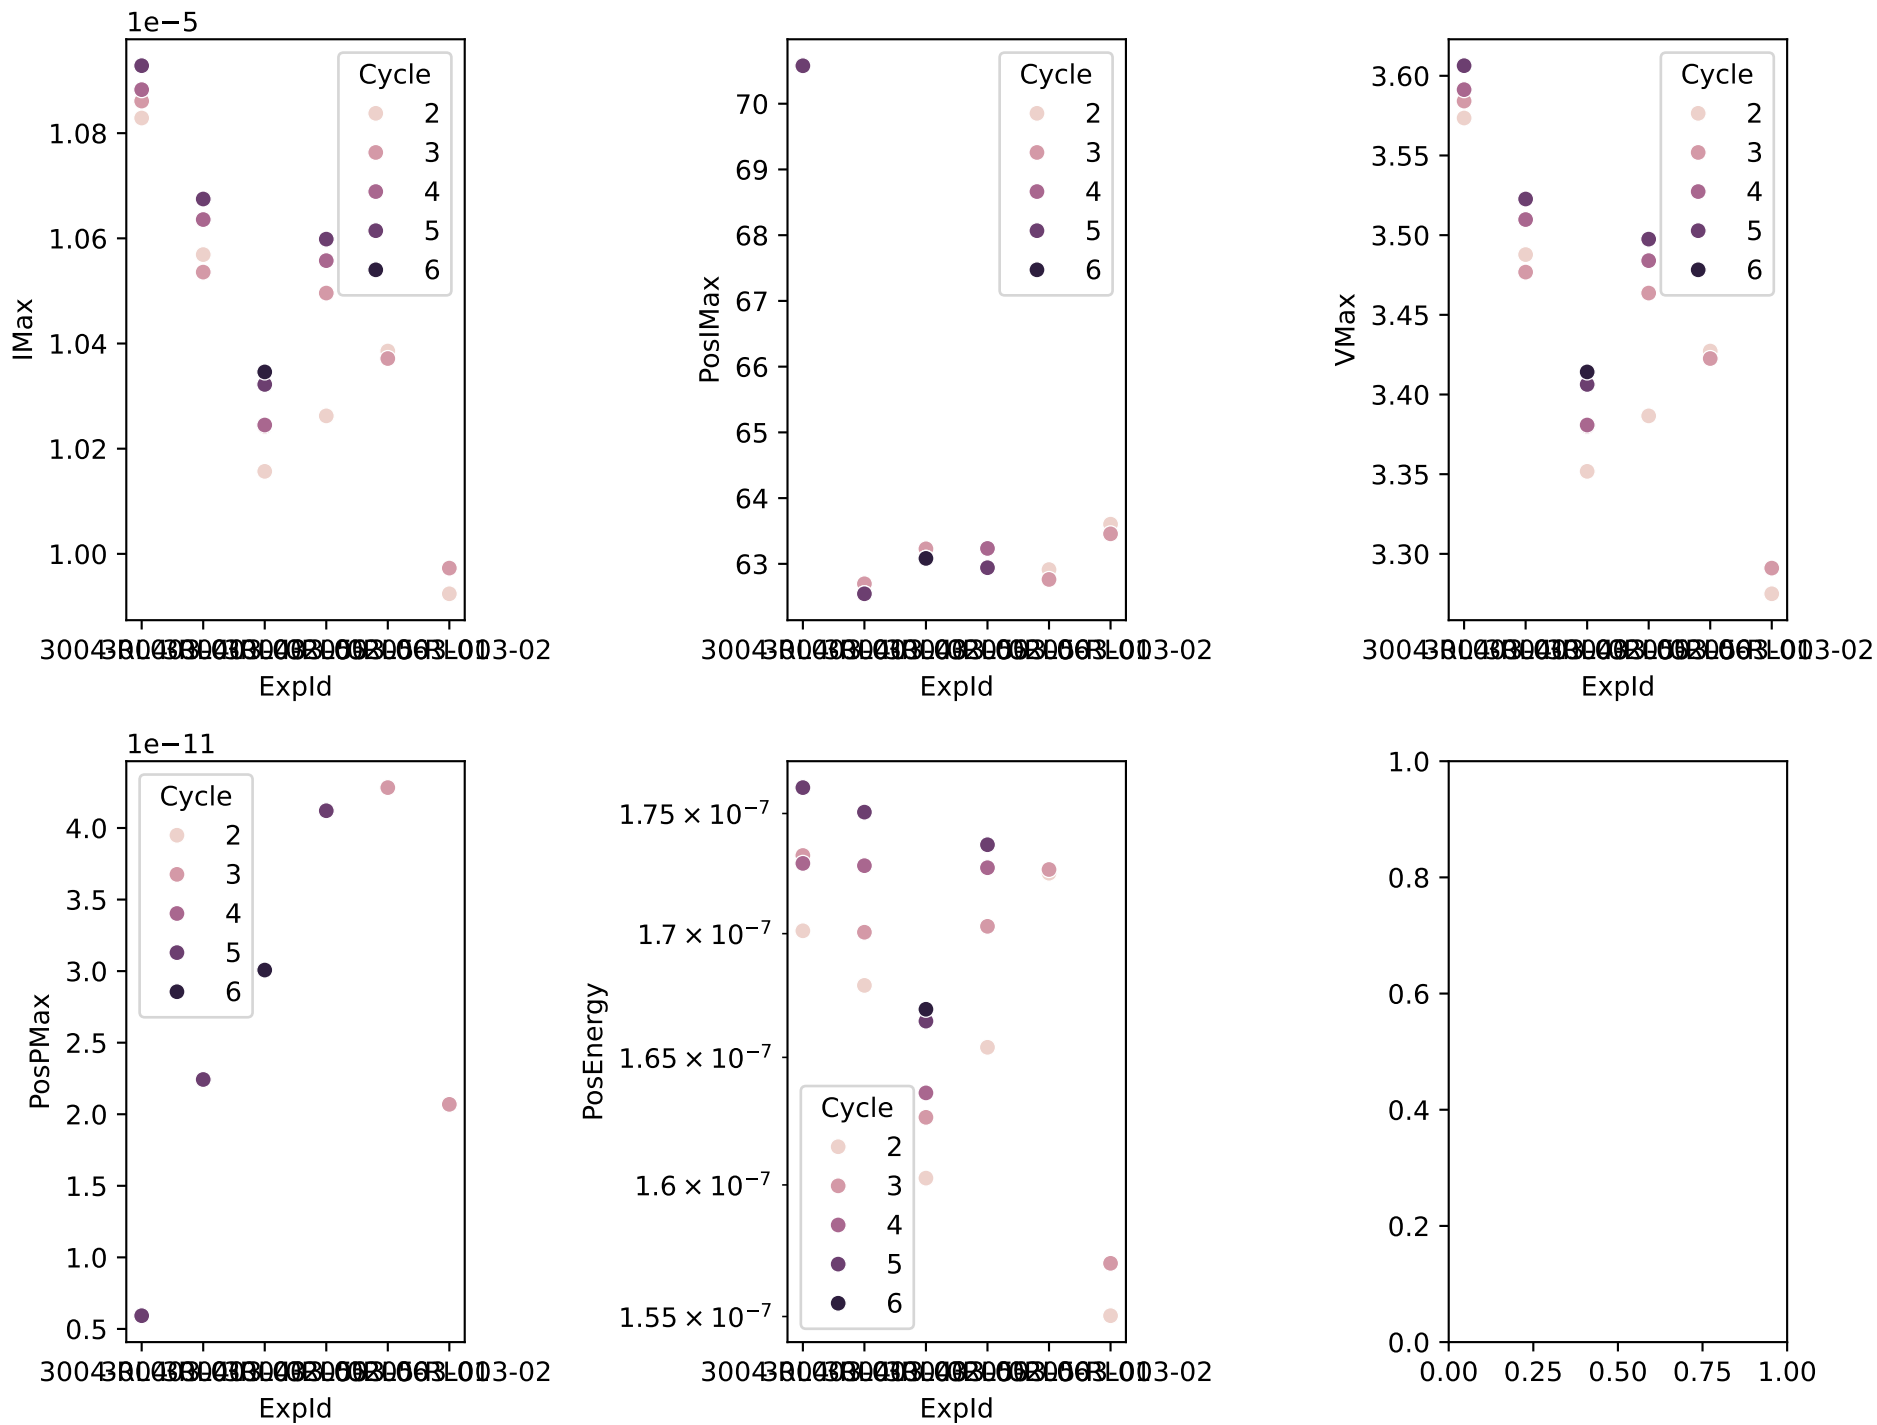 1e−5
1.08
1.06
1.04
1.02
1.00
IMax
Cycle
2
3
4
5
6
ExpId
70
69
68
67
66
65
64
63
PosIMax
Cycle
2
3
4
5
6
ExpId
3.60
3.55
3.50
3.45
3.40
3.35
3.30
VMax
Cycle
2
3
4
5
6
ExpId
1e−11
4.0
3.5
3.0
2.5
2.0
1.5
1.0
0.5
PosPMax
Cycle
2
3
4
5
6
ExpId
1.75 × 10⁻⁷
1.7 × 10⁻⁷
1.65 × 10⁻⁷
1.6 × 10⁻⁷
1.55 × 10⁻⁷
PosEnergy
Cycle
2
3
4
5
6
ExpId
1.0
0.8
0.6
0.4
0.2
0.0
0.00 0.25 0.50 0.75 1.00